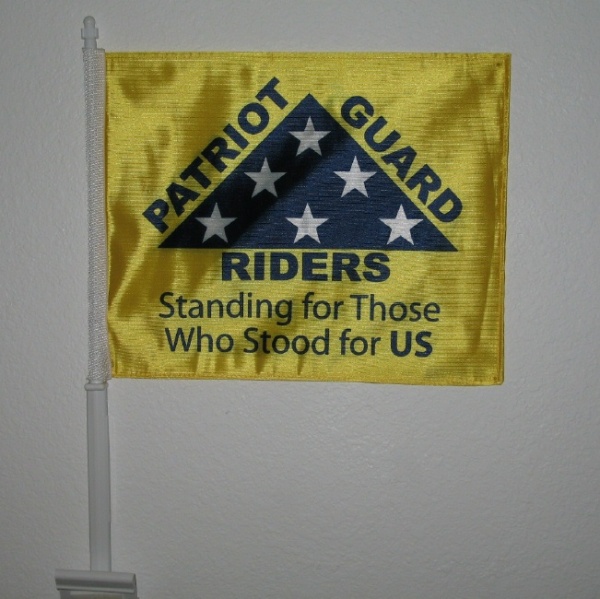 PATRIOT GUARD
RIDERS
Standing for Those
Who Stood for US